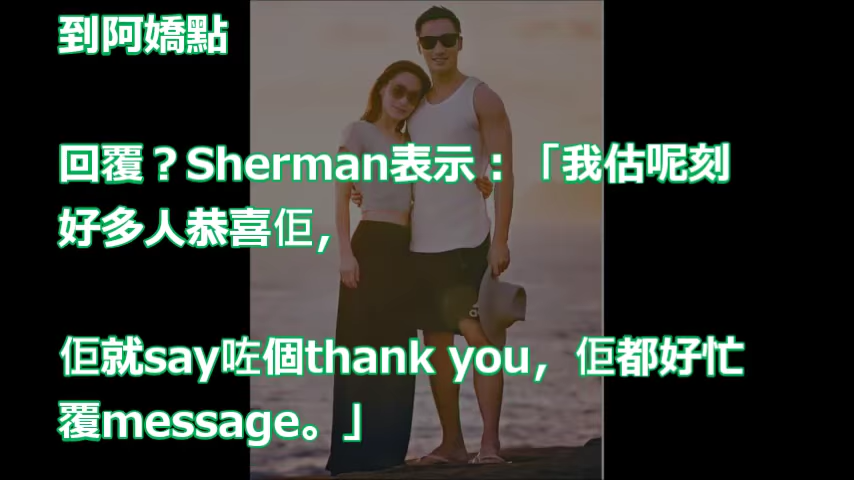 到阿嬌點
回覆？Sherman表示：「我估呢刻
好多人恭喜佢，
佢就say咗個thank you，佢都好忙
覆message。」